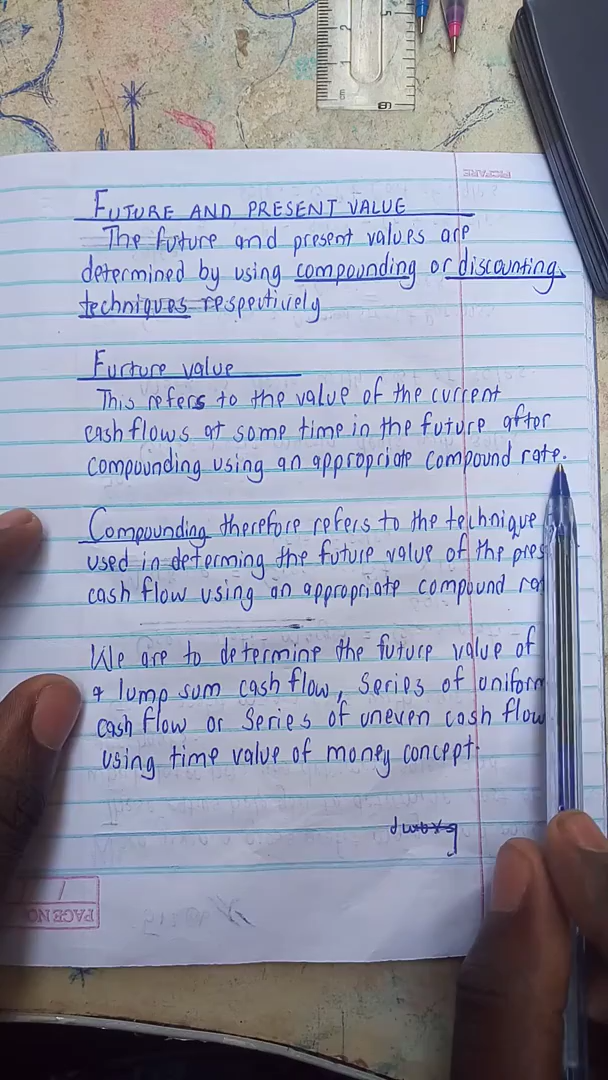 FUTURE AND PRESENT VALUE
The future and present values are
determined by using compounding or discounting
techniques respectively
Furture value
This refers to the value of the current
cash flows at some time in the future after
compounding using an appropriate compound rate.
Compounding therefore refers to the technique
used in determing the future value of the pres
cash flow using an appropriate compound ra
We are to determine the future value of
a lump sum cash flow, series of uniform
cash flow or series of uneven cash flow
using time value of money concept.
PAGE NO